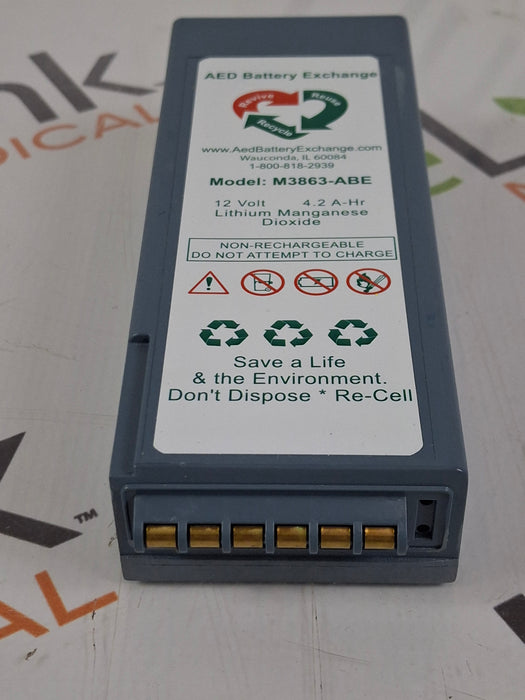 AED Battery Exchange
Revive
Reuse
Recycle
www.AedBatteryExchange.com
Wauconda, IL 60084
1-800-818-2939
Model: M3863-ABE
12 Volt 4.2 A-Hr
Lithium Manganese
Dioxide
NON-RECHARGEABLE
DO NOT ATTEMPT TO CHARGE
Save a Life
& the Environment.
Don't Dispose * Re-Cell
TM